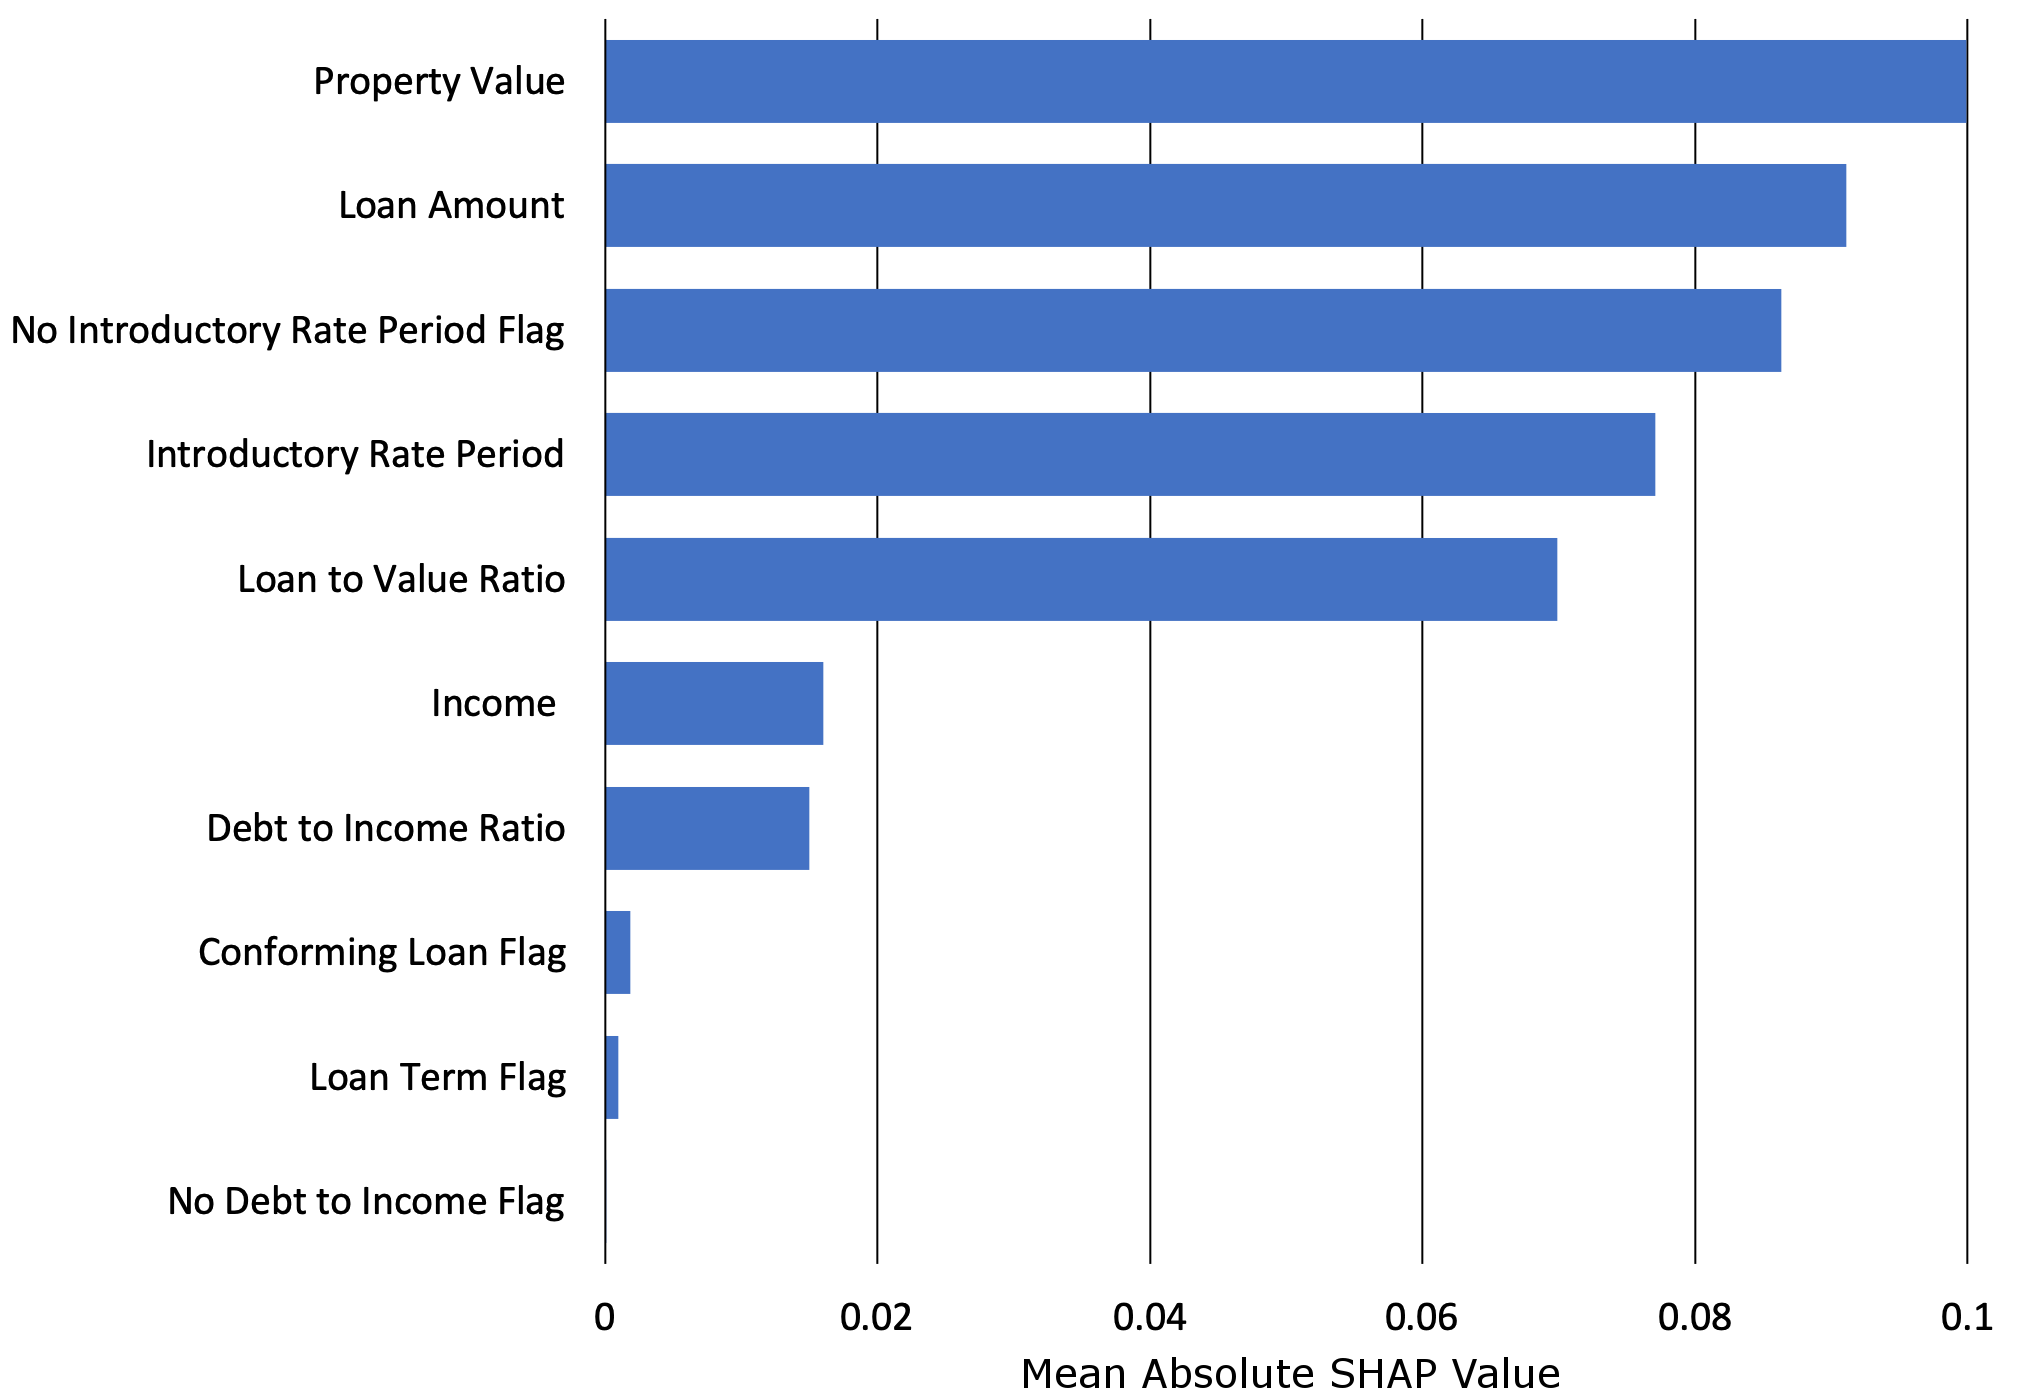 Property Value
Loan Amount
No Introductory Rate Period Flag
Introductory Rate Period
Loan to Value Ratio
Income
Debt to Income Ratio
Conforming Loan Flag
Loan Term Flag
No Debt to Income Flag
0 0.02 0.04 0.06 0.08 0.1
Mean Absolute SHAP Value